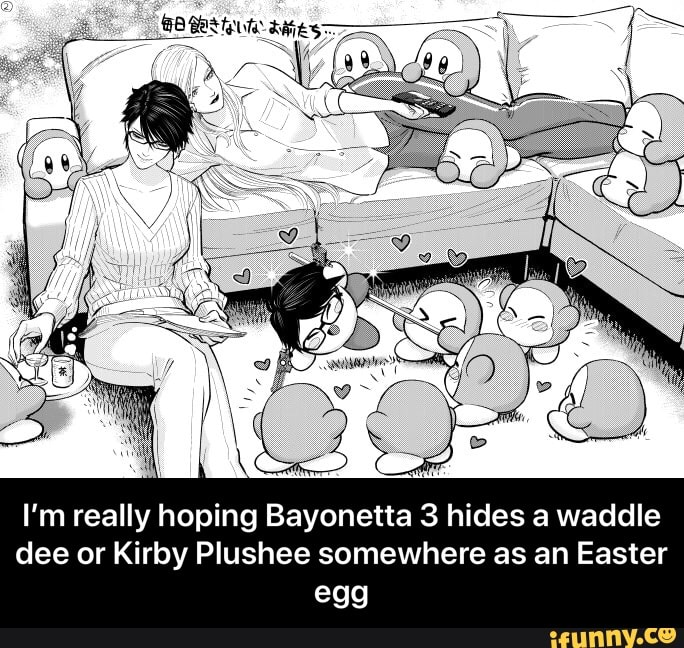 ②
毎日飽きないな お前たち…
茶
I'm really hoping Bayonetta 3 hides a waddle
dee or Kirby Plushee somewhere as an Easter
egg
ifunny.co